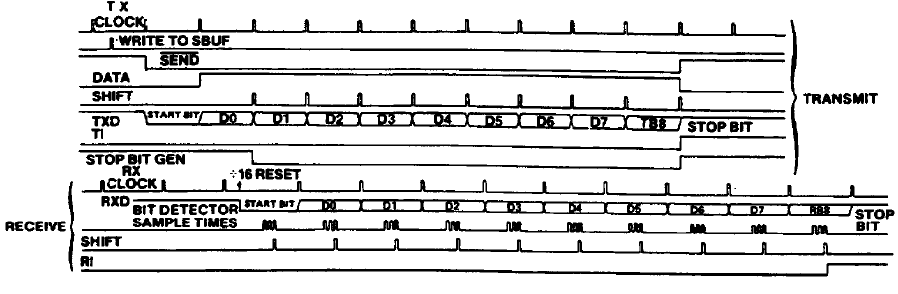 T X
CLOCK
WRITE TO SBUF
SEND
DATA
SHIFT
TRANSMIT
TXD START BIT D0 D1 D2 D3 D4 D5 D6 D7 TB8 STOP BIT
TI
STOP BIT GEN
÷16 RESET
RX
CLOCK
RXD START BIT D0 D1 D2 D3 D4 D5 D6 D7 RB8 STOP BIT
BIT DETECTOR
SAMPLE TIMES
RECEIVE
SHIFT
RI